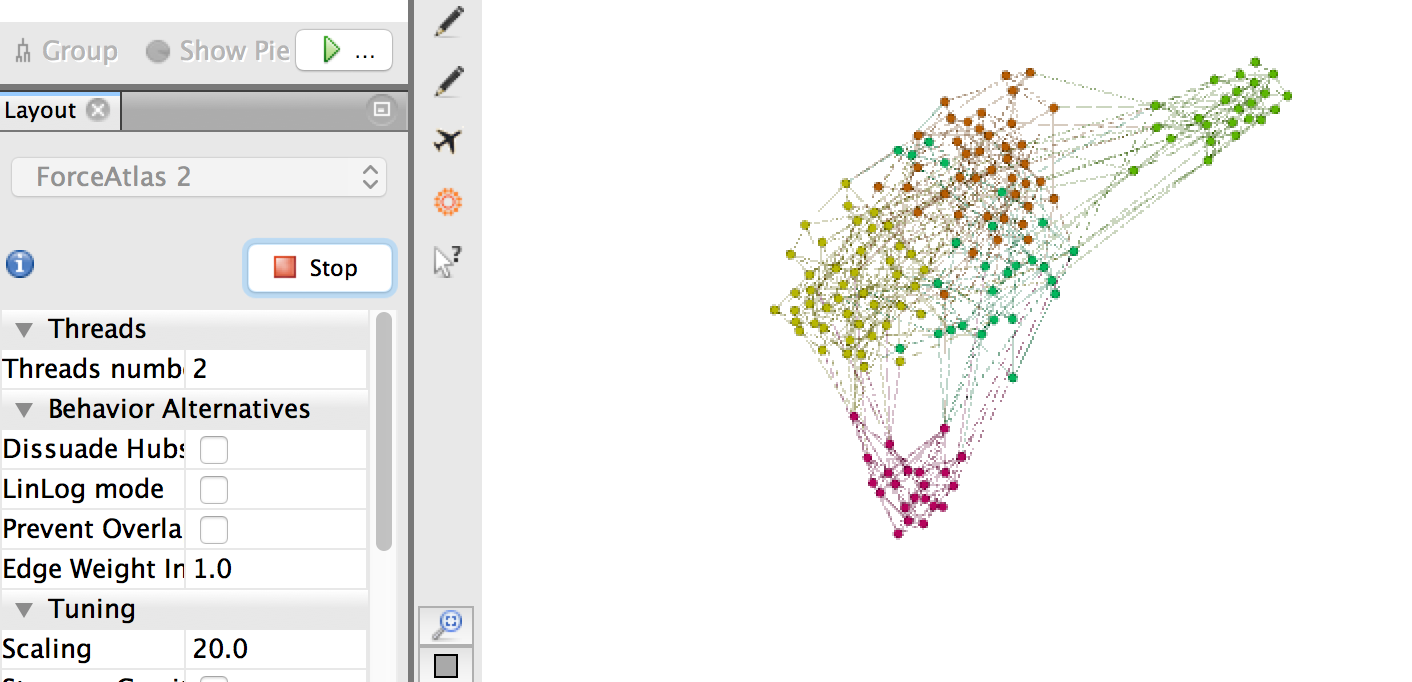 Group Show Pie ...
Layout
ForceAtlas 2
Stop
Threads
Threads numb 2
Behavior Alternatives
Dissuade Hubs
LinLog mode
Prevent Overla
Edge Weight In 1.0
Tuning
Scaling 20.0